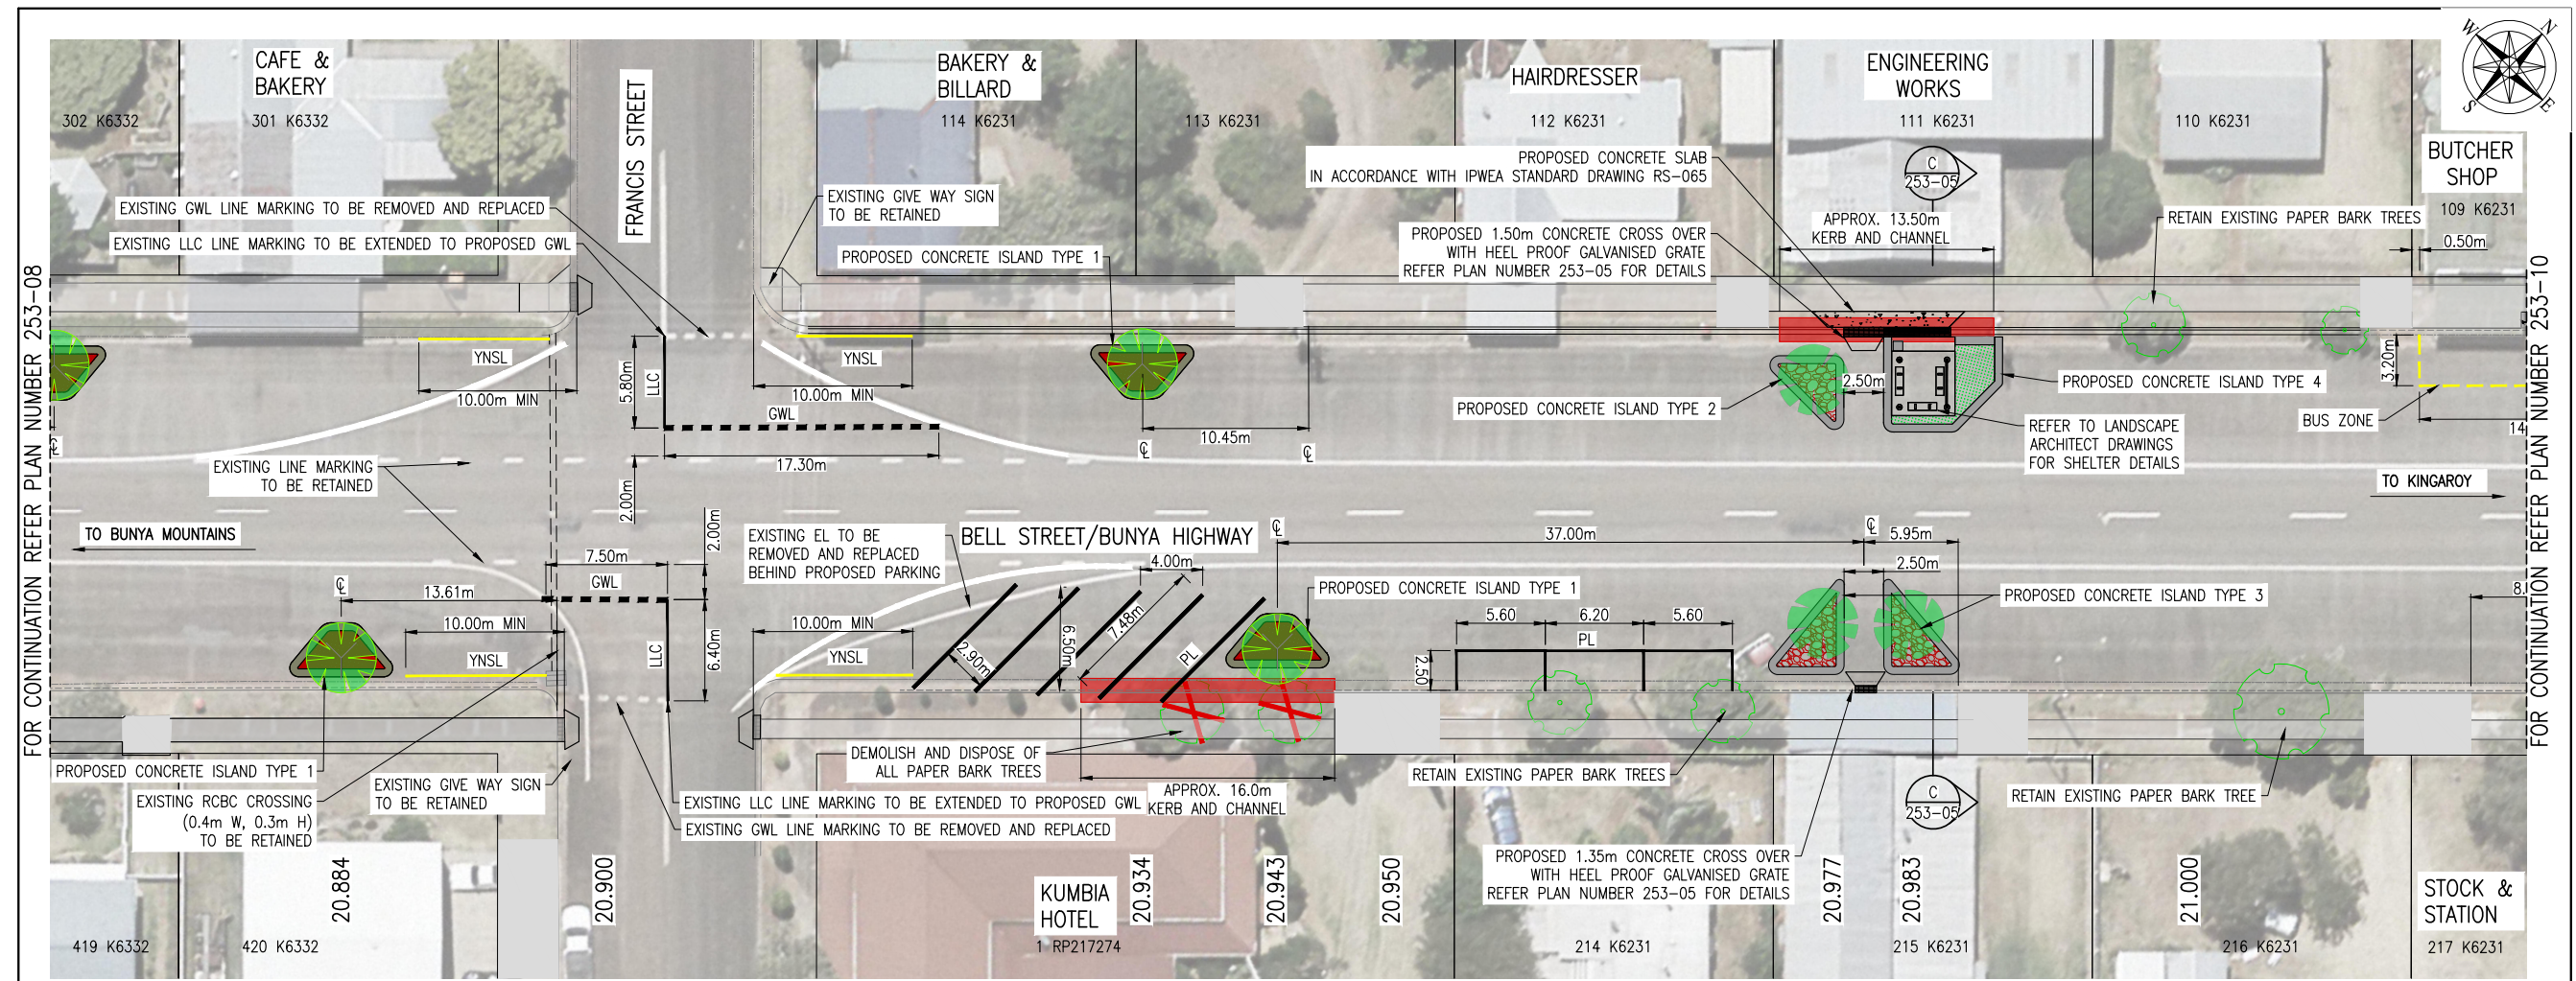 CAFE &
BAKERY
302 K6332
301 K6332
FRANCIS STREET
BAKERY &
BILLARD
114 K6231
113 K6231
HAIRDRESSER
112 K6231
ENGINEERING
WORKS
111 K6231
110 K6231
N
W
E
S
BUTCHER
SHOP
109 K6231
C
253-05
PROPOSED CONCRETE SLAB
IN ACCORDANCE WITH IPWEA STANDARD DRAWING RS-065
EXISTING GIVE WAY SIGN
TO BE RETAINED
EXISTING GWL LINE MARKING TO BE REMOVED AND REPLACED
EXISTING LLC LINE MARKING TO BE EXTENDED TO PROPOSED GWL
PROPOSED CONCRETE ISLAND TYPE 1
PROPOSED 1.50m CONCRETE CROSS OVER
WITH HEEL PROOF GALVANISED GRATE
REFER PLAN NUMBER 253-05 FOR DETAILS
APPROX. 13.50m
KERB AND CHANNEL
RETAIN EXISTING PAPER BARK TREES
0.50m
FOR CONTINUATION REFER PLAN NUMBER 253-08
FOR CONTINUATION REFER PLAN NUMBER 253-10
YNSL
10.00m MIN
5.80m
LLC
YNSL
10.00m MIN
GWL
17.30m
10.45m
℄
℄
℄
2.50m
PROPOSED CONCRETE ISLAND TYPE 2
PROPOSED CONCRETE ISLAND TYPE 4
REFER TO LANDSCAPE
ARCHITECT DRAWINGS
FOR SHELTER DETAILS
3.20m
BUS ZONE
14
EXISTING LINE MARKING
TO BE RETAINED
2.00m
2.00m
TO KINGAROY
TO BUNYA MOUNTAINS
BELL STREET/BUNYA HIGHWAY
EXISTING EL TO BE
REMOVED AND REPLACED
BEHIND PROPOSED PARKING
7.50m
GWL
℄
13.61m
10.00m MIN
YNSL
LLC
6.40m
10.00m MIN
YNSL
2.90m
6.50m
4.00m
7.48m
PL
℄
37.00m
℄
5.95m
2.50m
PROPOSED CONCRETE ISLAND TYPE 1
PROPOSED CONCRETE ISLAND TYPE 3
5.60
6.20
5.60
PL
2.50
8.
PROPOSED CONCRETE ISLAND TYPE 1
EXISTING RCBC CROSSING
(0.4m W, 0.3m H)
TO BE RETAINED
EXISTING GIVE WAY SIGN
TO BE RETAINED
DEMOLISH AND DISPOSE OF
ALL PAPER BARK TREES
EXISTING LLC LINE MARKING TO BE EXTENDED TO PROPOSED GWL
EXISTING GWL LINE MARKING TO BE REMOVED AND REPLACED
APPROX. 16.0m
KERB AND CHANNEL
RETAIN EXISTING PAPER BARK TREES
C
253-05
RETAIN EXISTING PAPER BARK TREE
PROPOSED 1.35m CONCRETE CROSS OVER
WITH HEEL PROOF GALVANISED GRATE
REFER PLAN NUMBER 253-05 FOR DETAILS
20.884
20.900
20.934
20.943
20.950
20.977
20.983
21.000
KUMBIA
HOTEL
STOCK &
STATION
419 K6332
420 K6332
1 RP217274
214 K6231
215 K6231
216 K6231
217 K6231